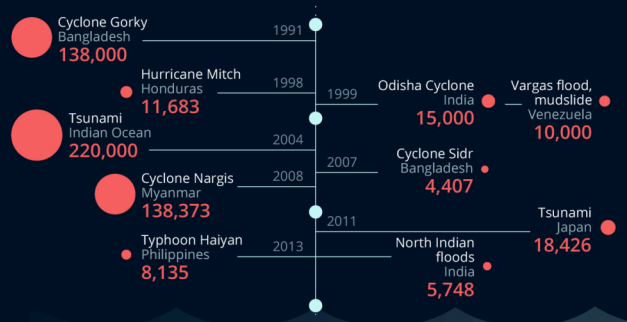 Cyclone Gorky
Bangladesh
138,000
1991
Hurricane Mitch
Honduras
11,683
1998
1999
Odisha Cyclone
India
15,000
Vargas flood,
mudslide
Venezuela
10,000
Tsunami
Indian Ocean
220,000
2004
2007
Cyclone Sidr
Bangladesh
4,407
Cyclone Nargis
Myanmar
138,373
2008
2011
Tsunami
Japan
18,426
Typhoon Haiyan
Philippines
8,135
2013
North Indian
floods
India
5,748